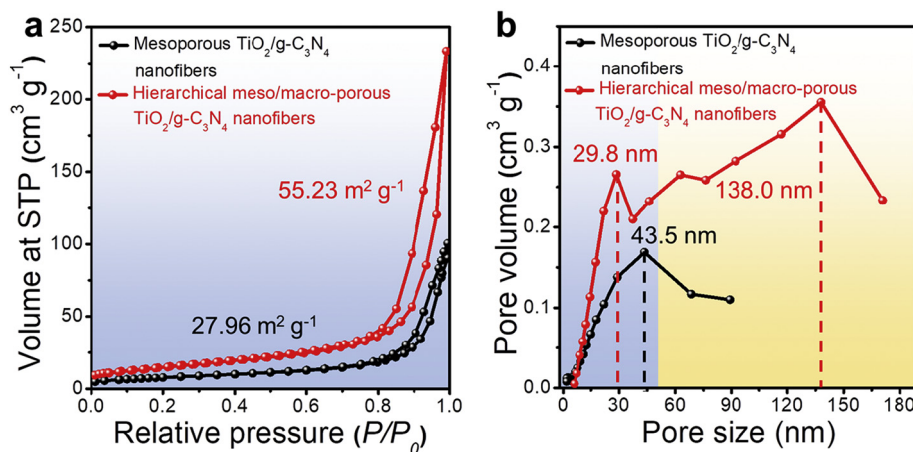 a
Mesoporous TiO₂/g-C₃N₄
nanofibers
Hierarchical meso/macro-porous
TiO₂/g-C₃N₄ nanofibers
55.23 m² g⁻¹
27.96 m² g⁻¹
250
200
150
100
50
0
Volume at STP (cm³ g⁻¹)
0.0 0.2 0.4 0.6 0.8 1.0
Relative pressure (P/P₀)
b
Mesoporous TiO₂/g-C₃N₄
nanofibers
Hierarchical meso/macro-porous
TiO₂/g-C₃N₄ nanofibers
29.8 nm
138.0 nm
43.5 nm
0.4
0.3
0.2
0.1
0.0
Pore volume (cm³ g⁻¹)
0 30 60 90 120 150 180
Pore size (nm)